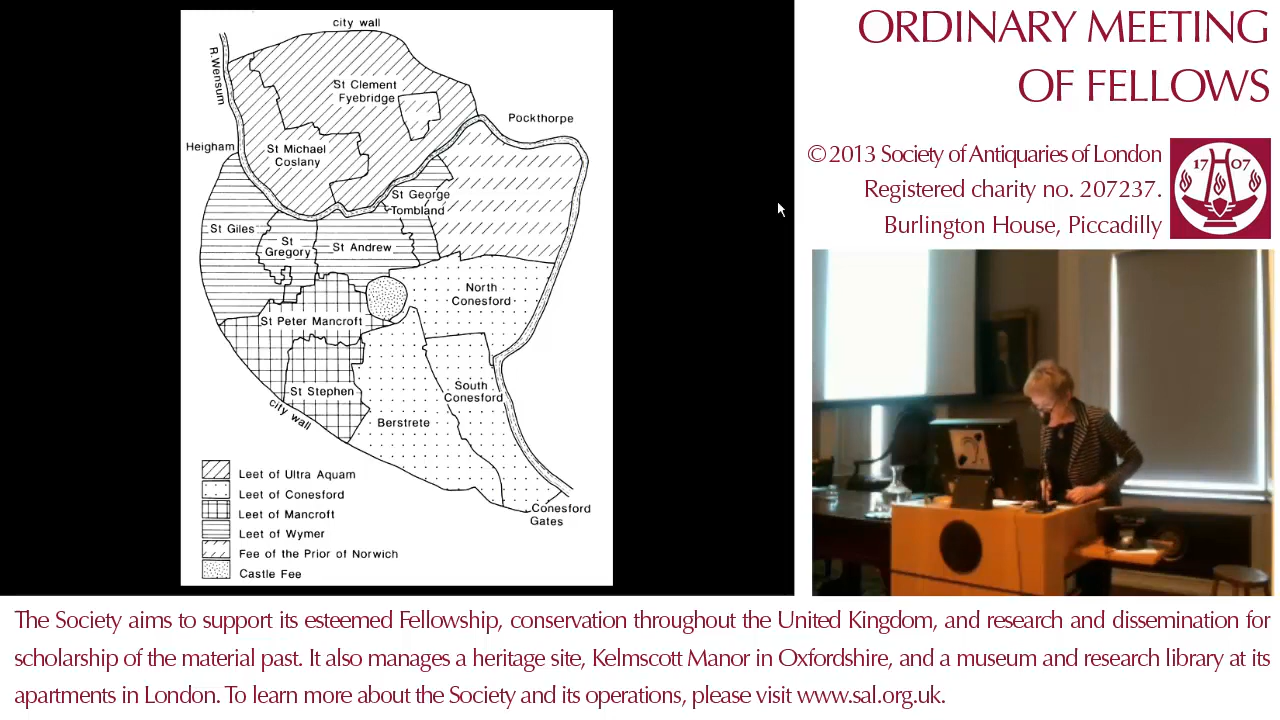 city wall
R.Wensum
St Clement
Fyebridge
Pockthorpe
Heigham
St Michael
Coslany
St George
Tombland
St Giles
St
Gregory
St Andrew
North
Conesford
St Peter Mancroft
South
Conesford
St Stephen
city wall
Berstrete
Conesford
Gates
Leet of Ultra Aquam
Leet of Conesford
Leet of Mancroft
Leet of Wymer
Fee of the Prior of Norwich
Castle Fee
ORDINARY MEETING
OF FELLOWS
© 2013 Society of Antiquaries of London
Registered charity no. 207237.
Burlington House, Piccadilly
17 07
The Society aims to support its esteemed Fellowship, conservation throughout the United Kingdom, and research and dissemination for
scholarship of the material past. It also manages a heritage site, Kelmscott Manor in Oxfordshire, and a museum and research library at its
apartments in London. To learn more about the Society and its operations, please visit www.sal.org.uk.